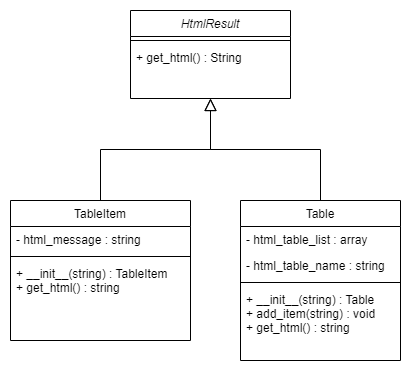 HtmlResult
+ get_html() : String
TableItem
- html_message : string
+ __init__(string) : TableItem
+ get_html() : string
Table
- html_table_list : array
- html_table_name : string
+ __init__(string) : Table
+ add_item(string) : void
+ get_html() : string